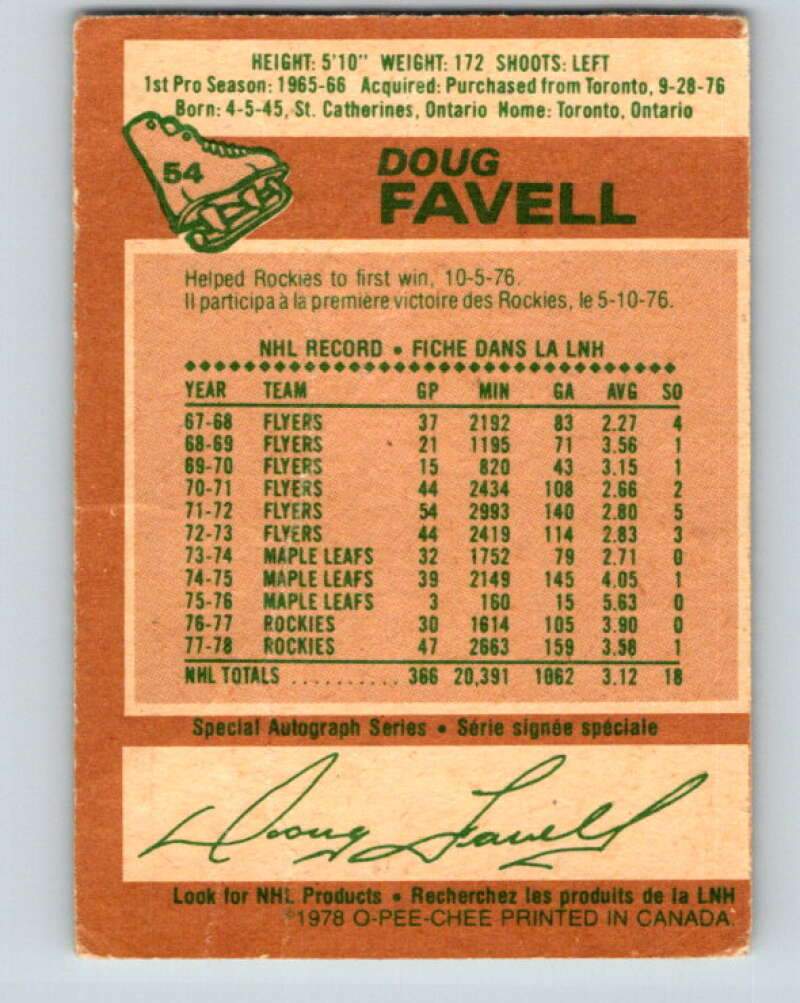 HEIGHT: 5'10" WEIGHT: 172 SHOOTS: LEFT
1st Pro Season: 1965-66 Acquired: Purchased from Toronto, 9-28-76
Born: 4-5-45, St. Catherines, Ontario Home: Toronto, Ontario
54
DOUG
FAVELL
Helped Rockies to first win, 10-5-76.
Il participa à la première victoire des Rockies, le 5-10-76.
NHL RECORD • FICHE DANS LA LNH
YEAR TEAM GP MIN GA AVG SO
67-68 FLYERS 37 2192 83 2.27 4
68-69 FLYERS 21 1195 71 3.56 1
69-70 FLYERS 15 820 43 3.15 1
70-71 FLYERS 44 2434 108 2.66 2
71-72 FLYERS 54 2993 140 2.80 5
72-73 FLYERS 44 2419 114 2.83 3
73-74 MAPLE LEAFS 32 1752 79 2.71 0
74-75 MAPLE LEAFS 39 2149 145 4.05 1
75-76 MAPLE LEAFS 3 160 15 5.63 0
76-77 ROCKIES 30 1614 105 3.90 0
77-78 ROCKIES 47 2663 159 3.58 1
NHL TOTALS .......... 366 20,391 1062 3.12 18
Special Autograph Series • Série signée spéciale
Doug Favell
Look for NHL Products • Recherchez les produits de la LNH
©1978 O-PEE-CHEE PRINTED IN CANADA.